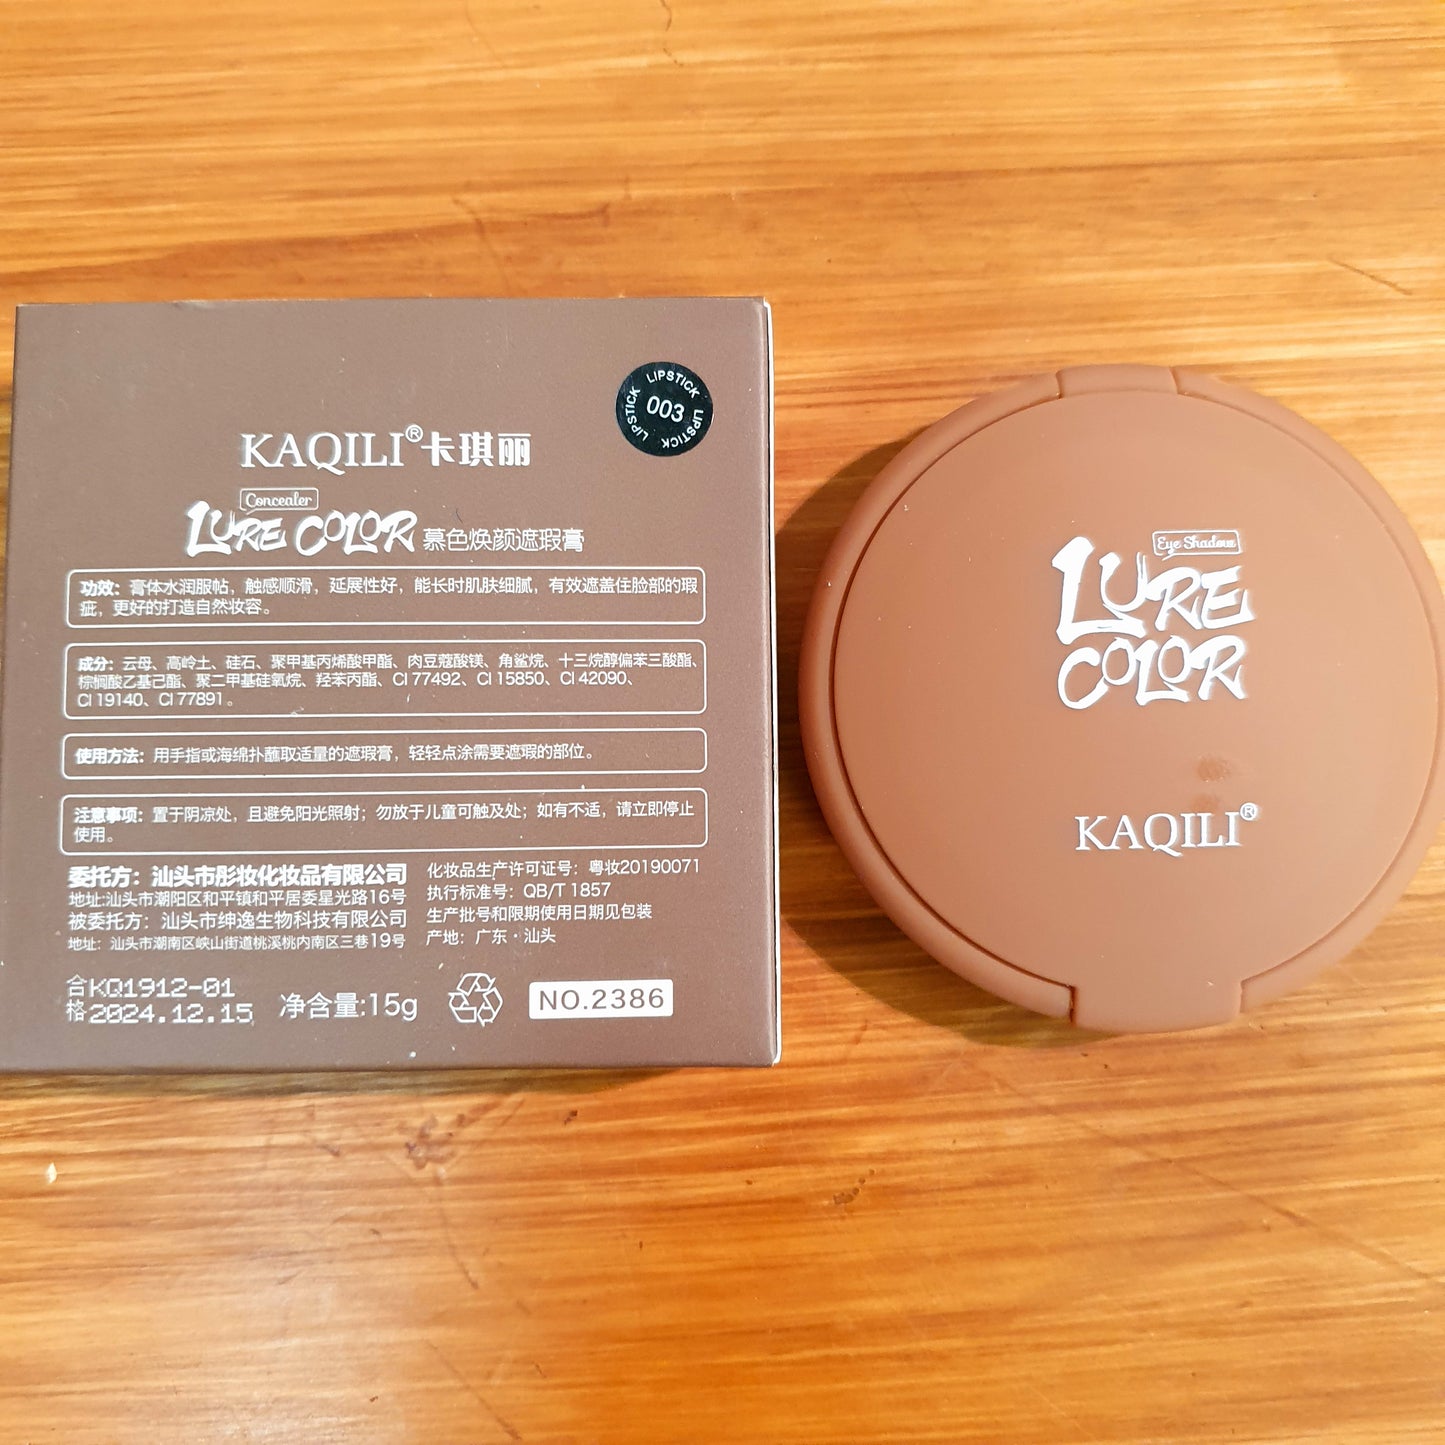 LIPSTICK LIPSTICK LIPSTICK
003
KAQILI®卡琪丽
Concealer
LURE COLOR 慕色焕颜遮瑕膏
功效：膏体水润服帖，触感顺滑，延展性好，能长时肌肤细腻，有效遮盖住脸部的瑕
疵，更好的打造自然妆容。
成分：云母、高岭土、硅石、聚甲基丙烯酸甲酯、肉豆蔻酸镁、角鲨烷、十三烷醇偏苯三酸酯、
棕榈酸乙基己酯、聚二甲基硅氧烷、羟苯丙酯、CI 77492、CI 15850、CI 42090、
CI 19140、CI 77891。
使用方法：用手指或海绵扑蘸取适量的遮瑕膏，轻轻点涂需要遮瑕的部位。
注意事项：置于阴凉处，且避免阳光照射；勿放于儿童可触及处；如有不适，请立即停止
使用。
委托方：汕头市彤妆化妆品有限公司
地址:汕头市潮阳区和平镇和平居委星光路16号
被委托方：汕头市绅逸生物科技有限公司
地址：汕头市潮南区峡山街道桃溪桃内南区三巷19号
化妆品生产许可证号：粤妆20190071
执行标准号：QB/T 1857
生产批号和限期使用日期见包装
产地：广东·汕头
合格
KQ1912-01
2024.12.15
净含量:15g
NO.2386
Eye Shadow
LURE
COLOR
KAQILI®